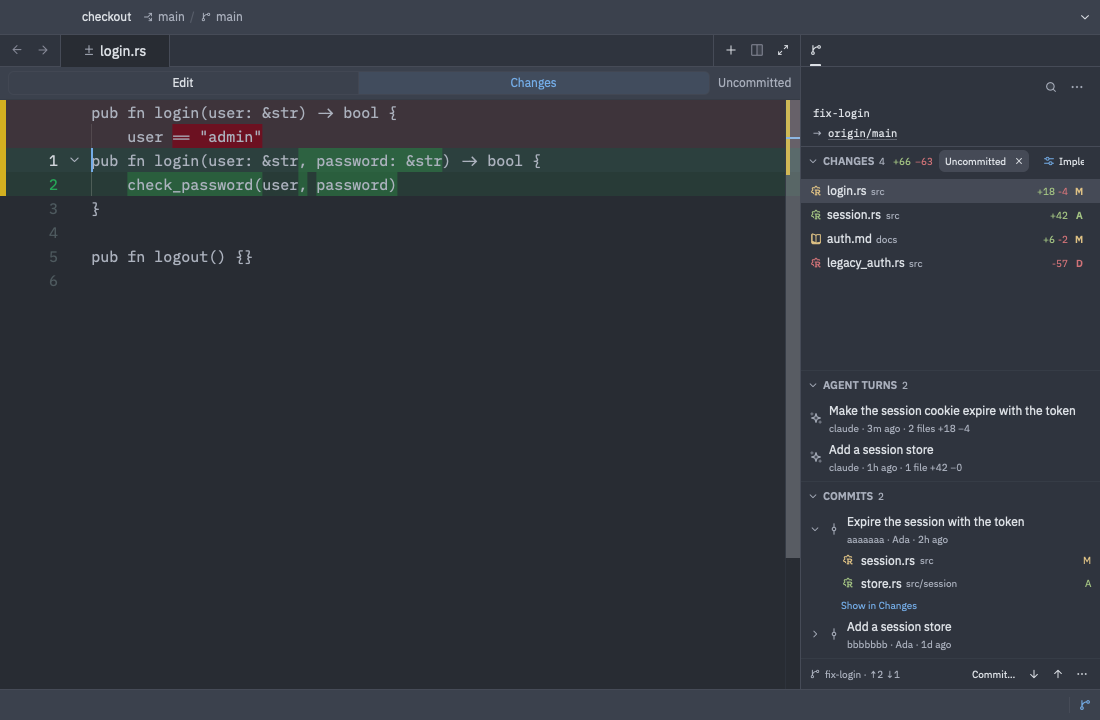 checkout main / main
login.rs
Edit Changes Uncommitted
pub fn login(user: &str) -> bool {
user == "admin"
1 pub fn login(user: &str, password: &str) -> bool {
2 check_password(user, password)
3 }
4
5 pub fn logout() {}
6
fix-login
→ origin/main
CHANGES 4 +66 −63 Uncommitted × Imple
login.rs src +18 -4 M
session.rs src +42 A
auth.md docs +6 -2 M
legacy_auth.rs src -57 D
AGENT TURNS 2
Make the session cookie expire with the token
claude · 3m ago · 2 files +18 −4
Add a session store
claude · 1h ago · 1 file +42 −0
COMMITS 2
Expire the session with the token
aaaaaaa · Ada · 2h ago
session.rs src M
store.rs src/session A
Show in Changes
Add a session store
bbbbbbb · Ada · 1d ago
fix-login · ↑2 ↓1 Commit... ↓ ↑ ···